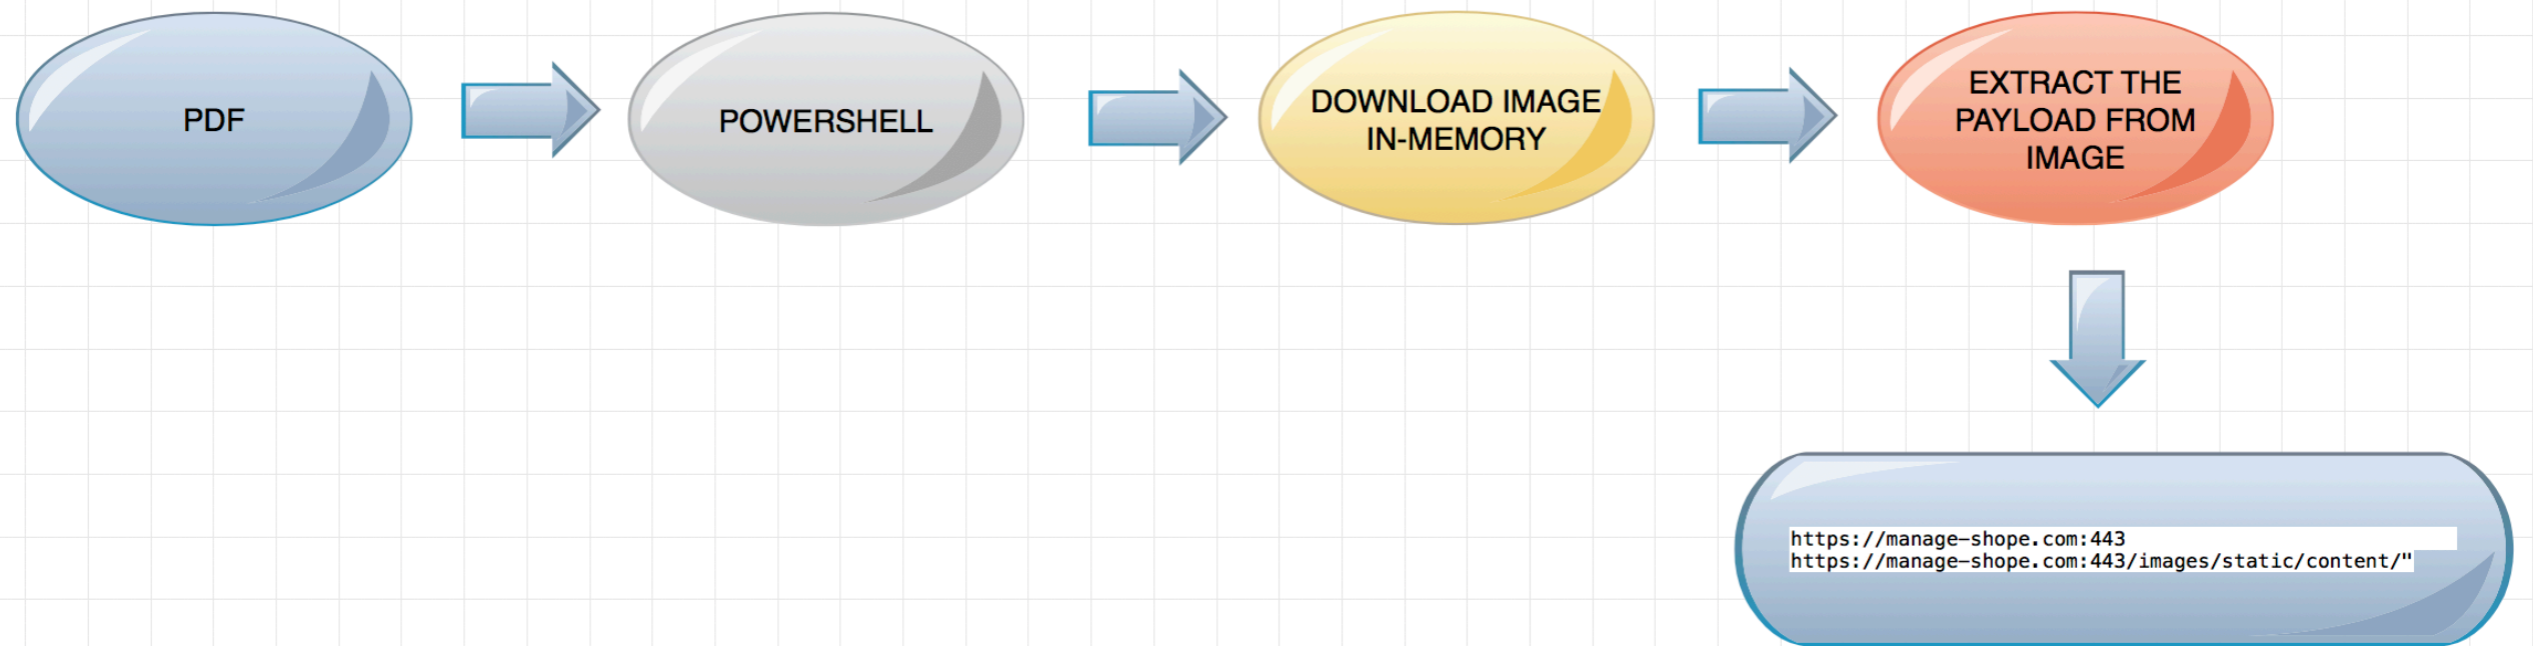 PDF
POWERSHELL
DOWNLOAD IMAGE
IN-MEMORY
EXTRACT THE
PAYLOAD FROM
IMAGE
https://manage-shope.com:443
https://manage-shope.com:443/images/static/content/"